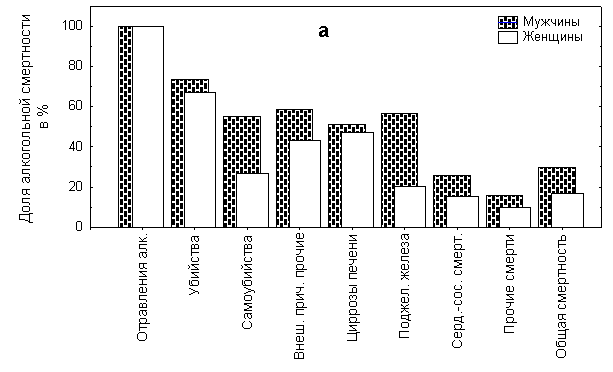 Доля алкогольной смертности
в %
100
80
60
40
20
0
а
Мужчины
Женщины
Отравления алк.
Убийства
Самоубийства
Внеш. прич. прочие
Циррозы печени
Поджел. железа
Серд.-сос. смерт.
Прочие смерти
Общая смертность